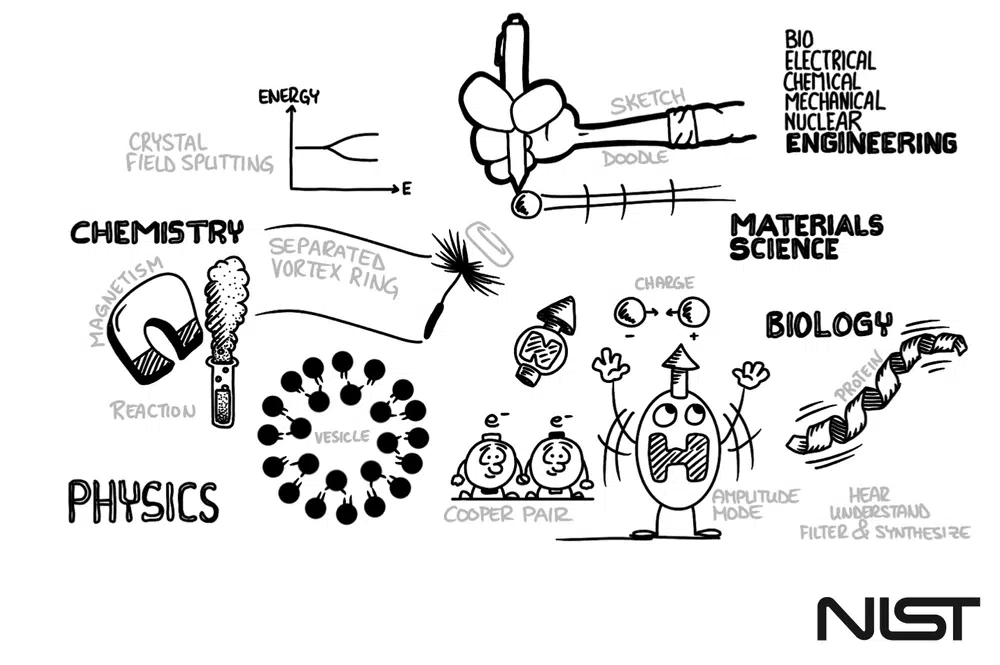 BIO
ELECTRICAL
CHEMICAL
MECHANICAL
NUCLEAR
ENGINEERING
SKETCH
DOODLE
ENERGY
E
CRYSTAL
FIELD SPLITTING
MATERIALS
SCIENCE
CHEMISTRY
SEPARATED
VORTEX RING
MAGNETISM
REACTION
CHARGE
-
+
BIOLOGY
PROTEIN
VESICLE
e-
e-
COOPER PAIR
AMPLITUDE
MODE
HEAR
UNDERSTAND
FILTER & SYNTHESIZE
PHYSICS
NIST